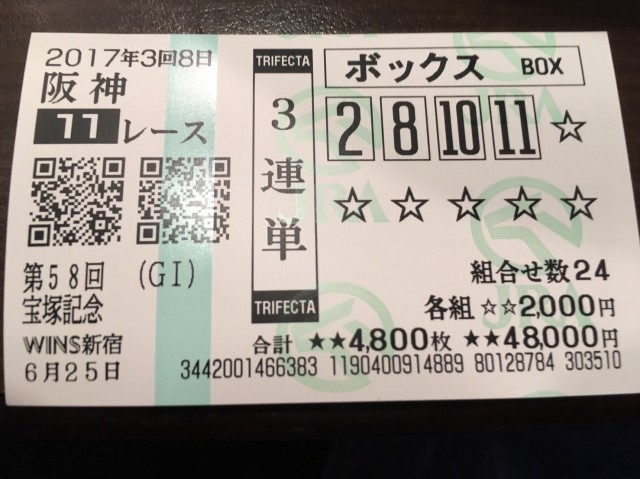 2017年3回8日
阪神
11レース
第58回 (GI)
宝塚記念
WINS新宿
6月25日
TRIFECTA
3連単
TRIFECTA
ボックス BOX
2 8 10 11 ☆
☆ ☆ ☆ ☆ ☆
組合せ数24
各組 ☆☆2,000円
合計 ★★4,800枚 ★★48,000円
3442001466383 1190400914889 80128784 303510
JRA
JRA
JRA